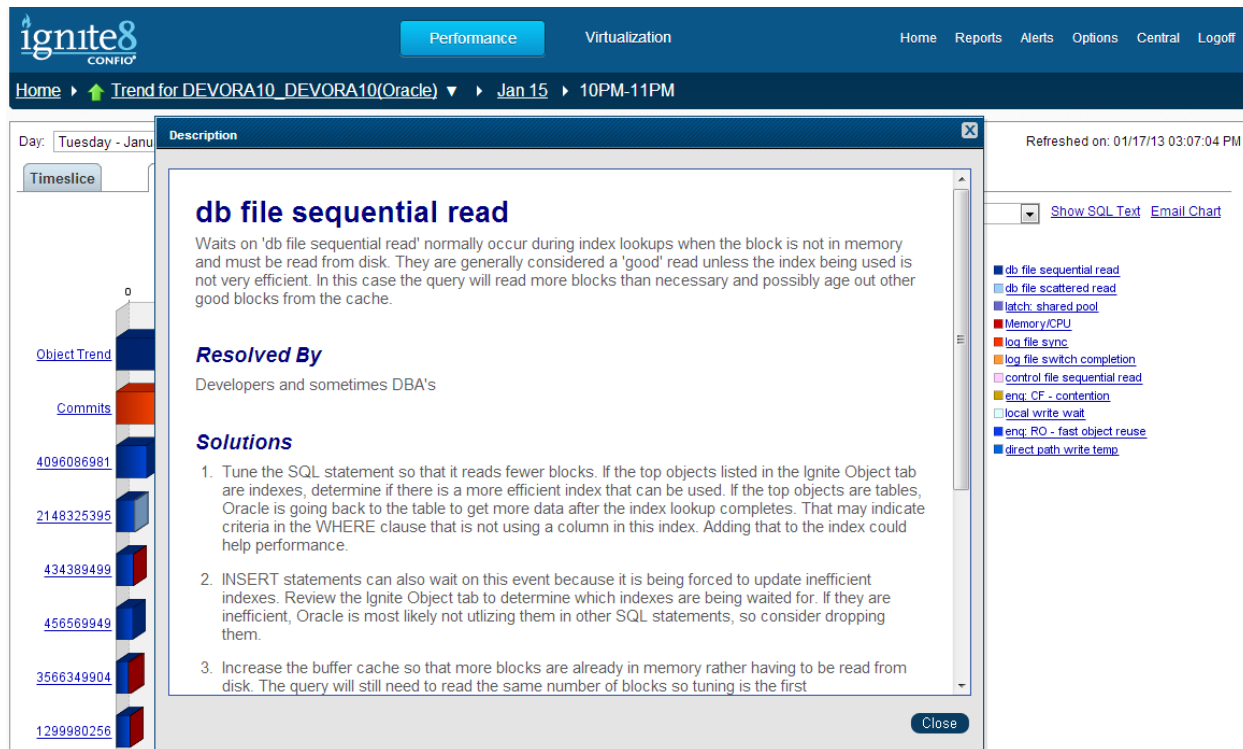 ignite8
CONFIO
Performance
Virtualization
Home Reports Alerts Options Central Logoff
Home Trend for DEVORA10_DEVORA10(Oracle) Jan 15 10PM-11PM
Day: Tuesday - Janu
Refreshed on: 01/17/13 03:07:04 PM
Timeslice
Show SQL Text Email Chart
Description
db file sequential read
Waits on 'db file sequential read' normally occur during index lookups when the block is not in memory
and must be read from disk. They are generally considered a 'good' read unless the index being used is
not very efficient. In this case the query will read more blocks than necessary and possibly age out other
good blocks from the cache.
Resolved By
Developers and sometimes DBA's
Solutions
1. Tune the SQL statement so that it reads fewer blocks. If the top objects listed in the Ignite Object tab
are indexes, determine if there is a more efficient index that can be used. If the top objects are tables,
Oracle is going back to the table to get more data after the index lookup completes. That may indicate
criteria in the WHERE clause that is not using a column in this index. Adding that to the index could
help performance.
2. INSERT statements can also wait on this event because it is being forced to update inefficient
indexes. Review the Ignite Object tab to determine which indexes are being waited for. If they are
inefficient, Oracle is most likely not utlizing them in other SQL statements, so consider dropping
them.
3. Increase the buffer cache so that more blocks are already in memory rather having to be read from
disk. The query will still need to read the same number of blocks so tuning is the first
Close
0
Object Trend
Commits
4096086981
2148325395
434389499
456569949
3566349904
1299980256
db file sequential read
db file scattered read
latch: shared pool
Memory/CPU
log file sync
log file switch completion
control file sequential read
enq: CF - contention
local write wait
enq: RO - fast object reuse
direct path write temp